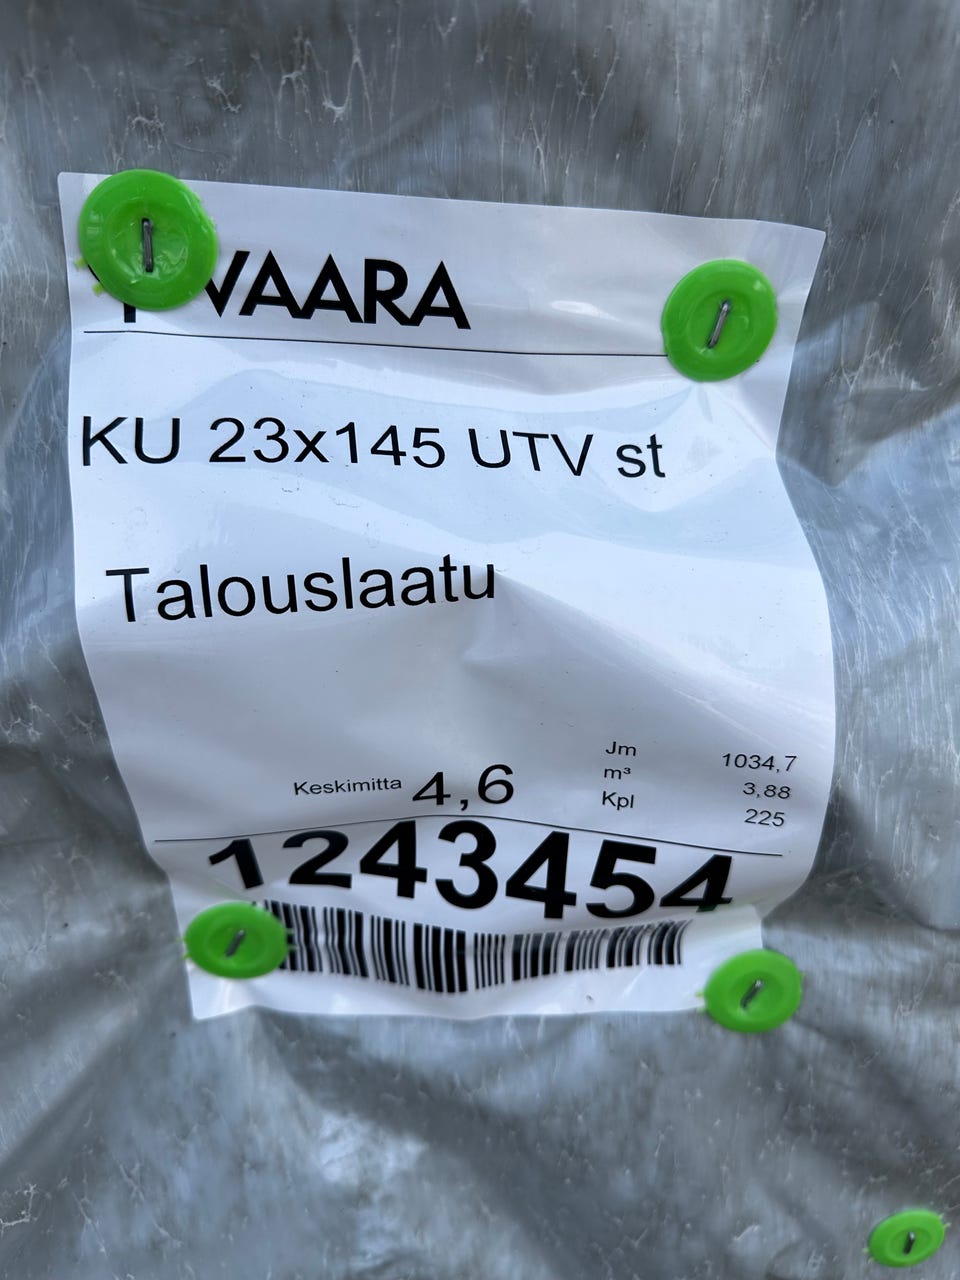 VAARA
KU 23x145 UTV st
Talouslaatu
Keskimitta 4,6
Jm 1034,7
m³ 3,88
Kpl 225
1243454